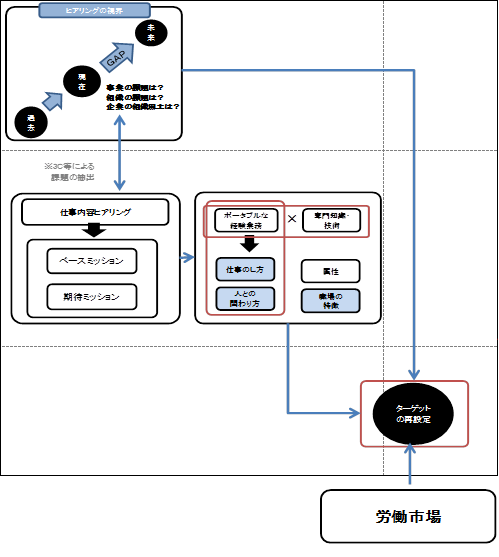 ヒアリングの視界
未
来
GAP
現
在
過
去
事業の課題は?
組織の課題は?
企業の組織風土は?
※3C等による
課題の抽出
仕事内容ヒアリング
ベースミッション
期待ミッション
ポータブルな
経験業務
×
専門知識・
技術
仕事のし方
人との
関わり方
属性
職場の
特徴
ターゲット
の再設定
労働市場